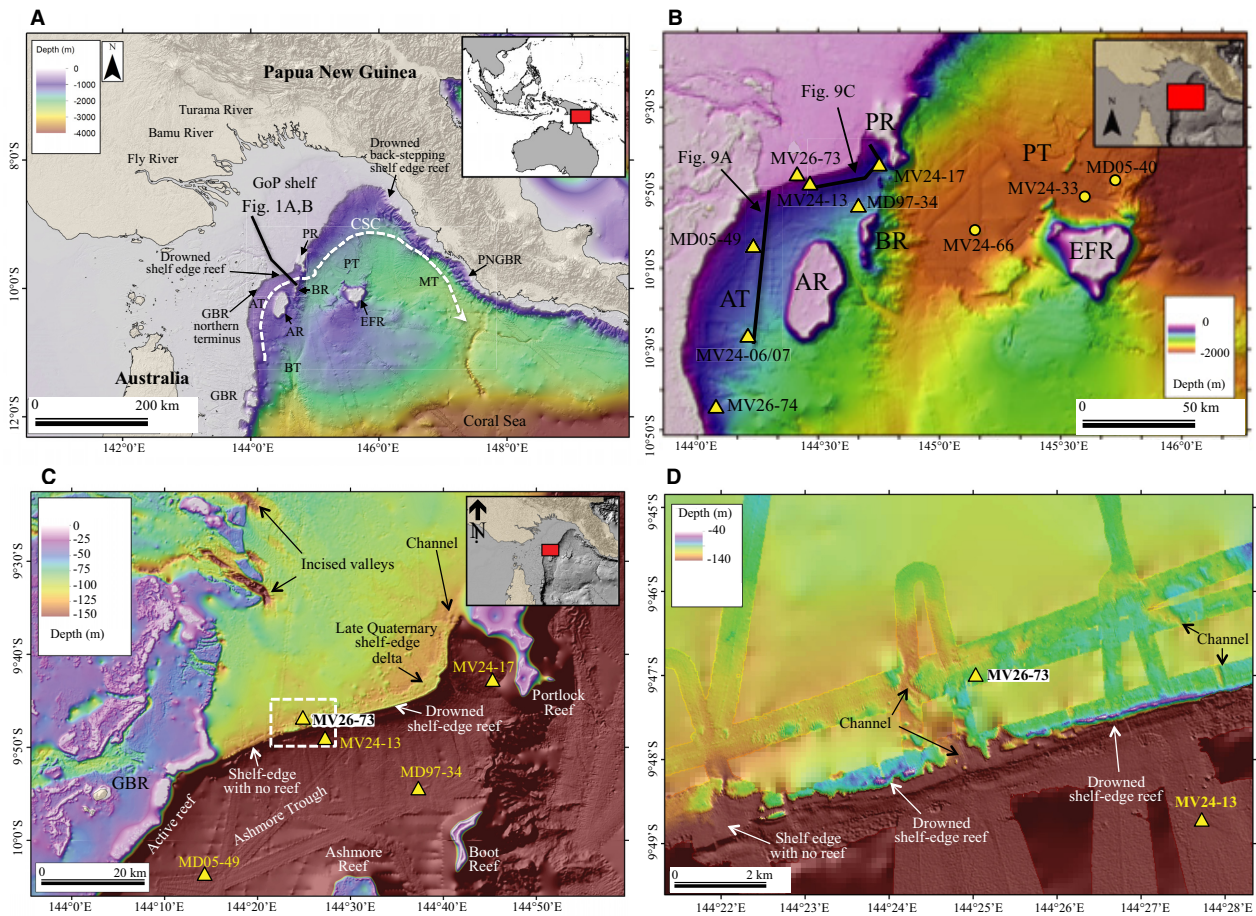 A
Depth (m)
0
-1000
-2000
-3000
-4000
N
Papua New Guinea
Turama River
Bamu River
Fly River
Drowned
back-stepping
shelf edge reef
GoP shelf
Fig. 1A,B
CSC
PR
Drowned
shelf edge reef
PT
PNGBR
MT
BR
AT
GBR
northern
terminus
AR
EFR
BT
Australia
GBR
0
200 km
Coral Sea
8°0'S
10°0'S
12°0'S
142°0'E
144°0'E
146°0'E
148°0'E
B
Fig. 9C
PR
PT
Fig. 9A
MV26-73
MD05-40
MV24-17
MV24-33
MV24-13
MD97-34
MD05-49
BR
MV24-66
EFR
AR
AT
MV24-06/07
MV26-74
N
0
-2000
Depth (m)
0
50 km
9°30'S
9°50'S
10°10'S
10°30'S
10°50'S
144°0'E
144°30'E
145°0'E
145°30'E
146°0'E
C
0
-25
-50
-75
-100
-125
-150
Depth (m)
N
Incised valleys
Channel
Late Quaternary
shelf-edge
delta
MV24-17
Portlock
Reef
MV26-73
Drowned
shelf-edge reef
MV24-13
GBR
Shelf-edge
with no reef
MD97-34
Active reef
Ashmore Trough
MD05-49
Ashmore
Reef
Boot
Reef
0
20 km
9°30'S
9°40'S
9°50'S
10°0'S
144°0'E
144°10'E
144°20'E
144°30'E
144°40'E
144°50'E
D
Depth (m)
-40
-140
Channel
MV26-73
Channel
Drowned
shelf-edge reef
MV24-13
Shelf edge
with no reef
Drowned
shelf-edge reef
0
2 km
9°45'S
9°46'S
9°47'S
9°48'S
9°49'S
144°22'E
144°23'E
144°24'E
144°25'E
144°26'E
144°27'E
144°28'E